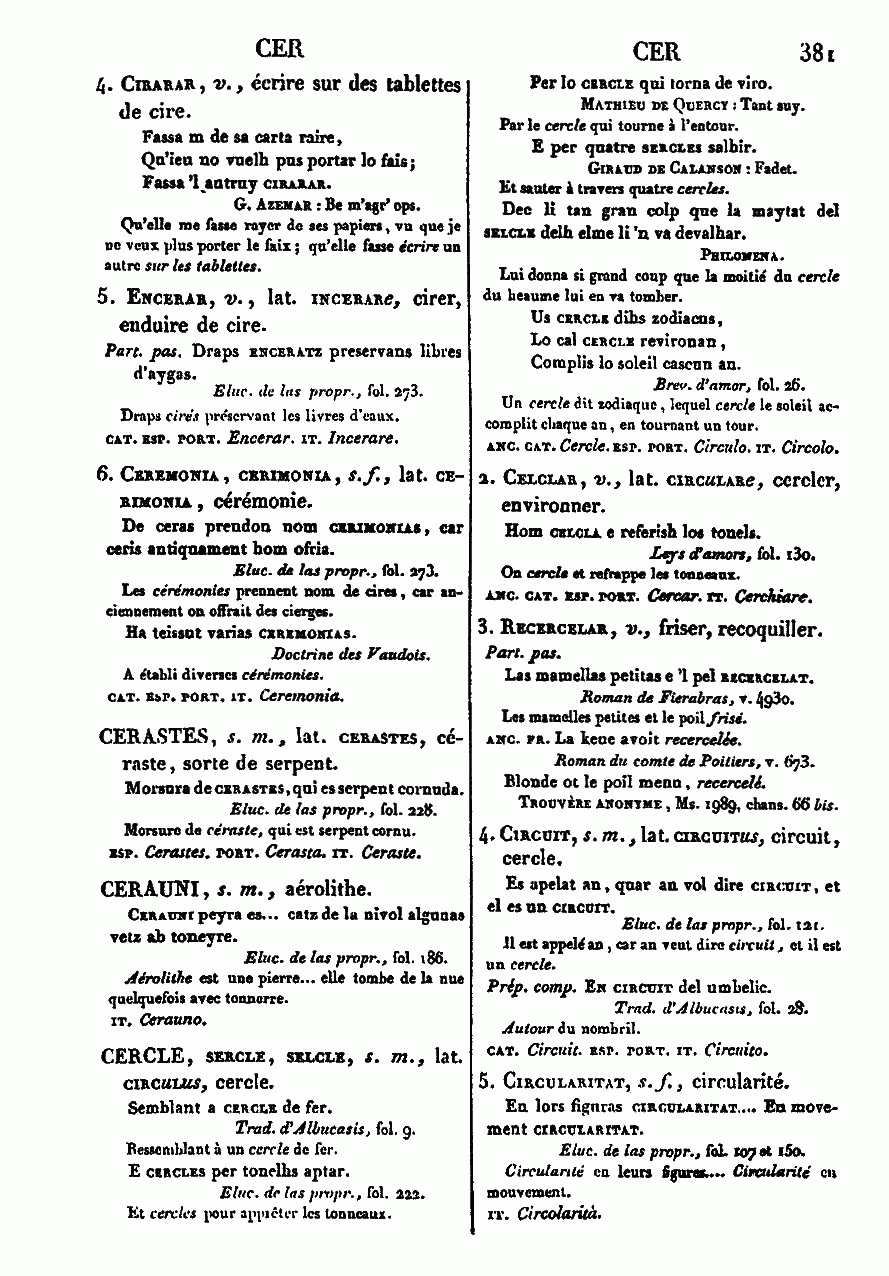 CER
4. CIRARAR, v., écrire sur des tablettes
de cire.
Fassa m de sa carta raire,
Qu'ieu no vuelh pus portar lo fais;
Fassa 'l autruy CIRARAR.
G. AZEMAR : Be m'agr' ops.
Qu'elle me fasse rayer de ses papiers, vu que je
ne veux plus porter le faix; qu'elle fasse écrire un
autre sur les tablettes.
5. ENCERAR, v., lat. INCERARe, cirer,
enduire de cire.
Part. pas. Draps ENCERATZ preservans libres
d'aygas.
Eluc. de las propr., fol. 273.
Draps cirés préservant les livres d'eaux.
CAT. ESP. PORT. Encerar. IT. Incerare.
6. CEREMONIA, CERIMONIA, s. f., lat. CE-
RIMONIA, cérémonie.
De ceras prendon nom CERIMONIAS, car
ceris antiquament hom ofria.
Eluc. de las propr., fol. 273.
Les cérémonies prennent nom de cires, car an-
ciennement on offrait des cierges.
Ha teissut varias CEREMONIAS.
Doctrine des Vaudois.
A établi diverses cérémonies.
CAT. ESP. PORT. IT. Ceremonia.
CERASTES, s. m., lat. CERASTES, cé-
raste, sorte de serpent.
Morsura de CERASTES, qui es serpent cornuda.
Eluc. de las propr., fol. 228.
Morsure de céraste, qui est serpent cornu.
ESP. Cerastes. PORT. Cerasta. IT. Ceraste.
CERAUNI, s. m., aérolithe.
CERAUNI peyra es... catz de la nivol algunas
vetz ab toneyre.
Eluc. de las propr., fol. 186.
Aérolithe est une pierre... elle tombe de la nue
quelquefois avec tonnerre.
IT. Cerauno.
CERCLE, SERCLE, SELCLE, s. m., lat.
CIRCULUS, cercle.
Semblant a CERCLE de fer.
Trad. d'Albucasis, fol. 9.
Ressemblant à un cercle de fer.
E CERCLES per tonelhs aptar.
Eluc. de las propr., fol. 222.
Et cercles pour apprêter les tonneaux.
CER 381
Per lo CERCLE qui torna de viro.
MATHIEU DE QUERCY : Tant suy.
Par le cercle qui tourne à l'entour.
E per quatre SERCLES salhir.
GIRAUD DE CALANSON : Fadet.
Et sauter à travers quatre cercles.
Dec li tan gran colp que la maytat del
SELCLE delh elme li 'n va devalhar.
PHILOMENA.
Lui donna si grand coup que la moitié du cercle
du heaume lui en va tomber.
Us CERCLE dihs zodiacus,
Lo cal CERCLE revironan,
Complis lo soleil cascun an.
Brev. d'amor, fol. 26.
Un cercle dit zodiaque, lequel cercle le soleil ac-
complit chaque an, en tournant un tour.
ANC. CAT. Cercle. ESP. PORT. Circulo. IT. Circolo.
2. CELCLAR, v., lat. CIRCULARe, cercler,
environner.
Hom CELCLA e referish los tonels.
Leys d'amors, fol. 130.
On cercle et refrappe les tonneaux.
ANC. CAT. ESP. PORT. Cercar. IT. Cerchiare.
3. RECERCELAR, v., friser, recoquiller.
Part. pas.
Las mamellas petitas e 'l pel RECERCELAT.
Roman de Fierabras, v. 4930.
Les mamelles petites et le poil frisé.
ANC. FR. La keue avoit recercelée.
Roman du comte de Poitiers, v. 673.
Blonde ot le poil menu, recercelé.
TROUVÈRE ANONYME, Ms. 1989, chans. 66 bis.
4. CIRCUIT, s. m., lat. CIRCUITUS, circuit,
cercle.
Es apelat an, quar an vol dire CIRCUIT, et
el es un CIRCUIT.
Eluc. de las propr., fol. 121.
Il est appelé an, car an veut dire circuit, et il est
un cercle.
Prép. comp. EN CIRCUIT del umbelic.
Trad. d'Albucasis, fol. 28.
Autour du nombril.
CAT. Circuit. ESP. PORT. IT. Circuito.
5. CIRCULARITAT, s. f., circularité.
En lors figuras CIRCULARITAT.... En move-
ment CIRCULARITAT.
Eluc. de las propr., fol. 107 et 150.
Circularité en leurs figures.... Circularité en
mouvement.
IT. Circolarità.